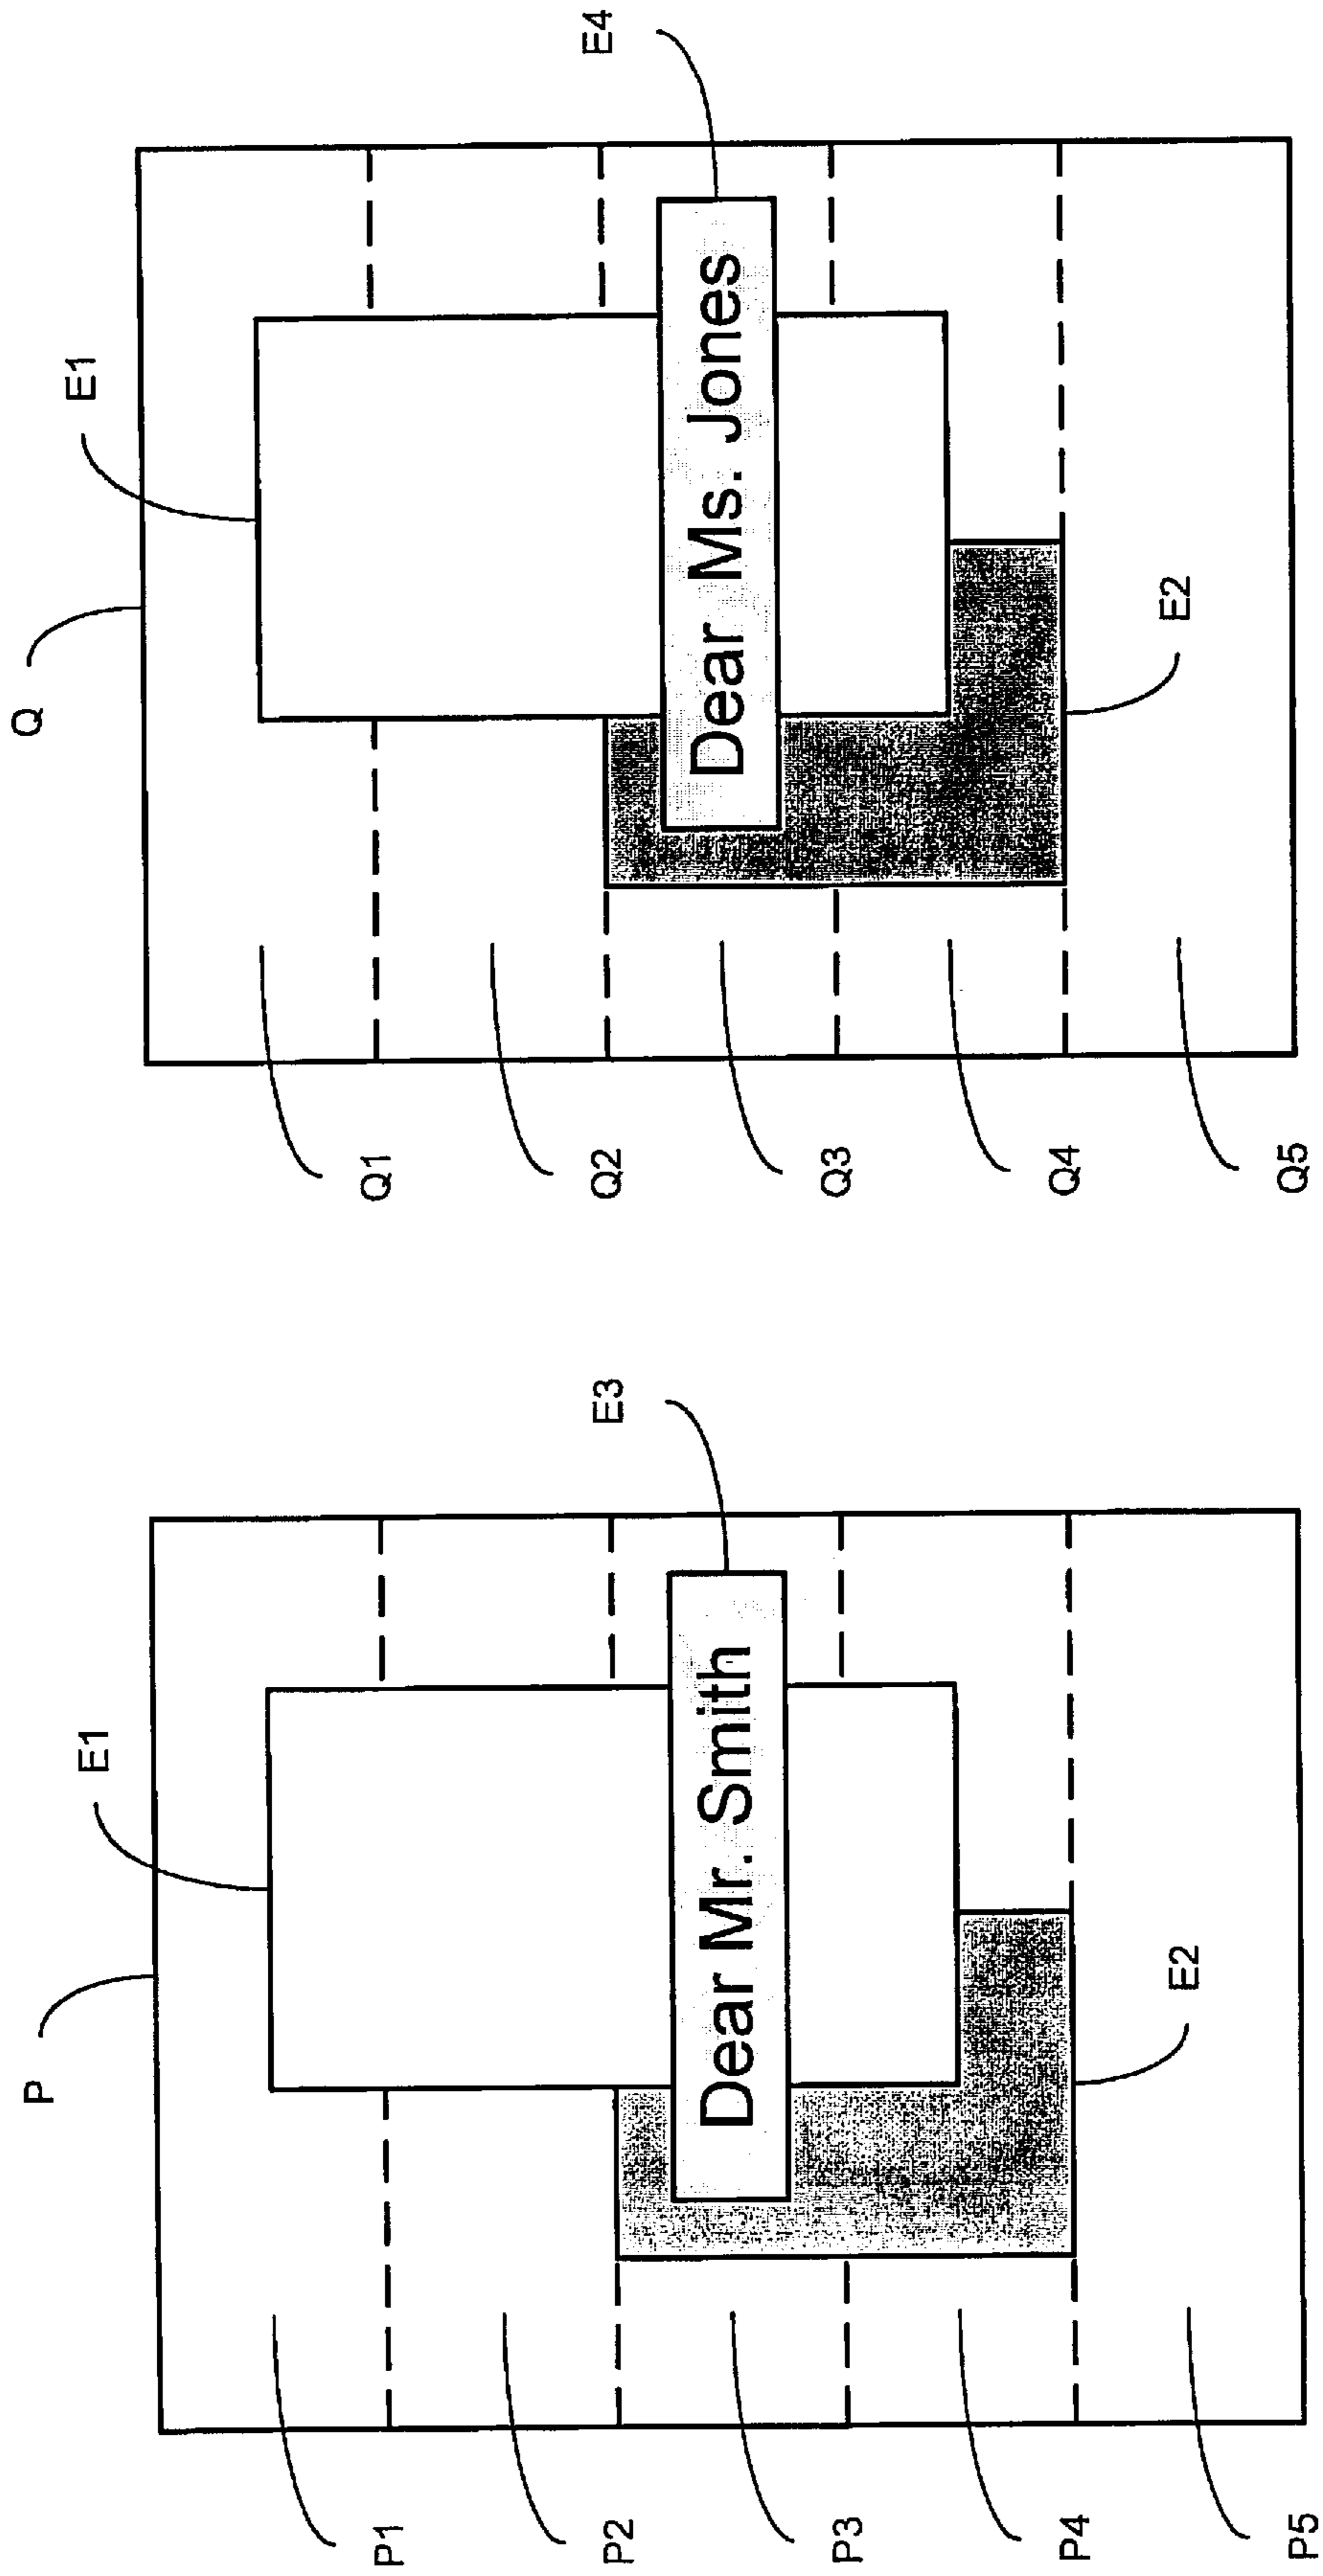 P
E1
E3
Dear Mr. Smith
E2
P1
P2
P3
P4
P5
Q
E1
E4
Dear Ms. Jones
E2
Q1
Q2
Q3
Q4
Q5